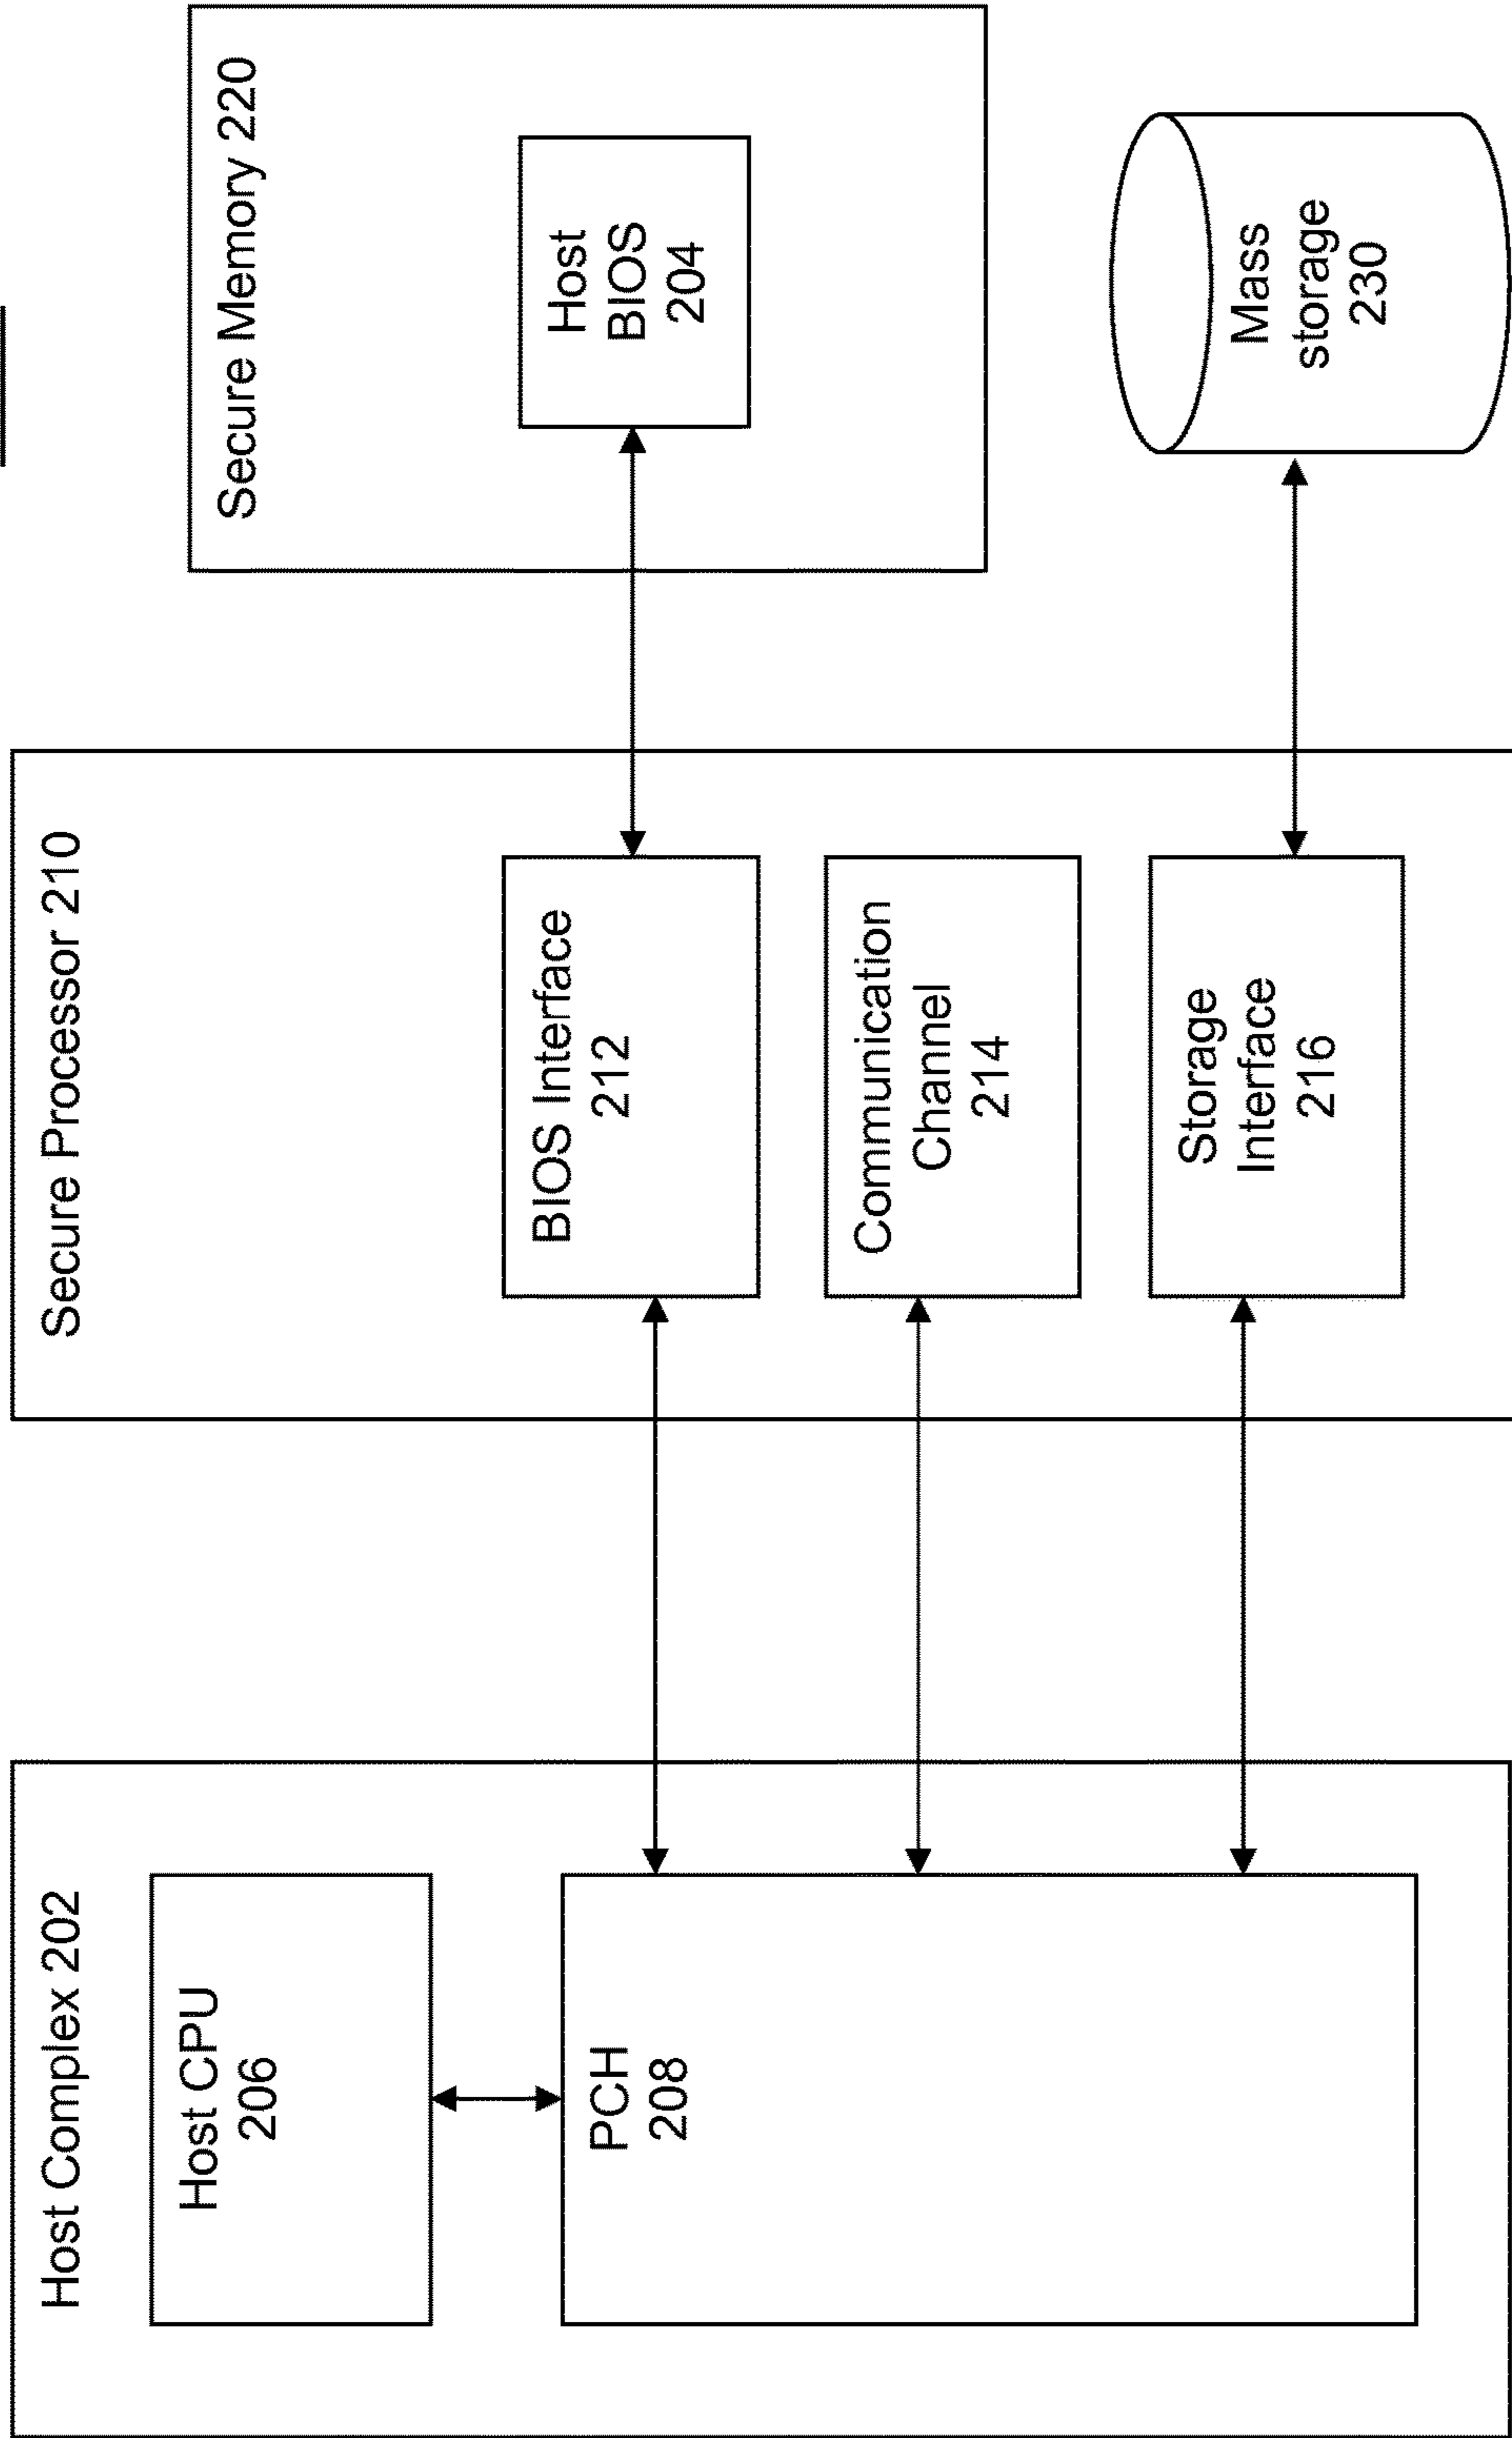 Host Complex 202
Host CPU
206
PCH
208
Secure Processor 210
BIOS Interface
212
Communication
Channel
214
Storage
Interface
216
Secure Memory 220
Host
BIOS
204
Mass
storage
230